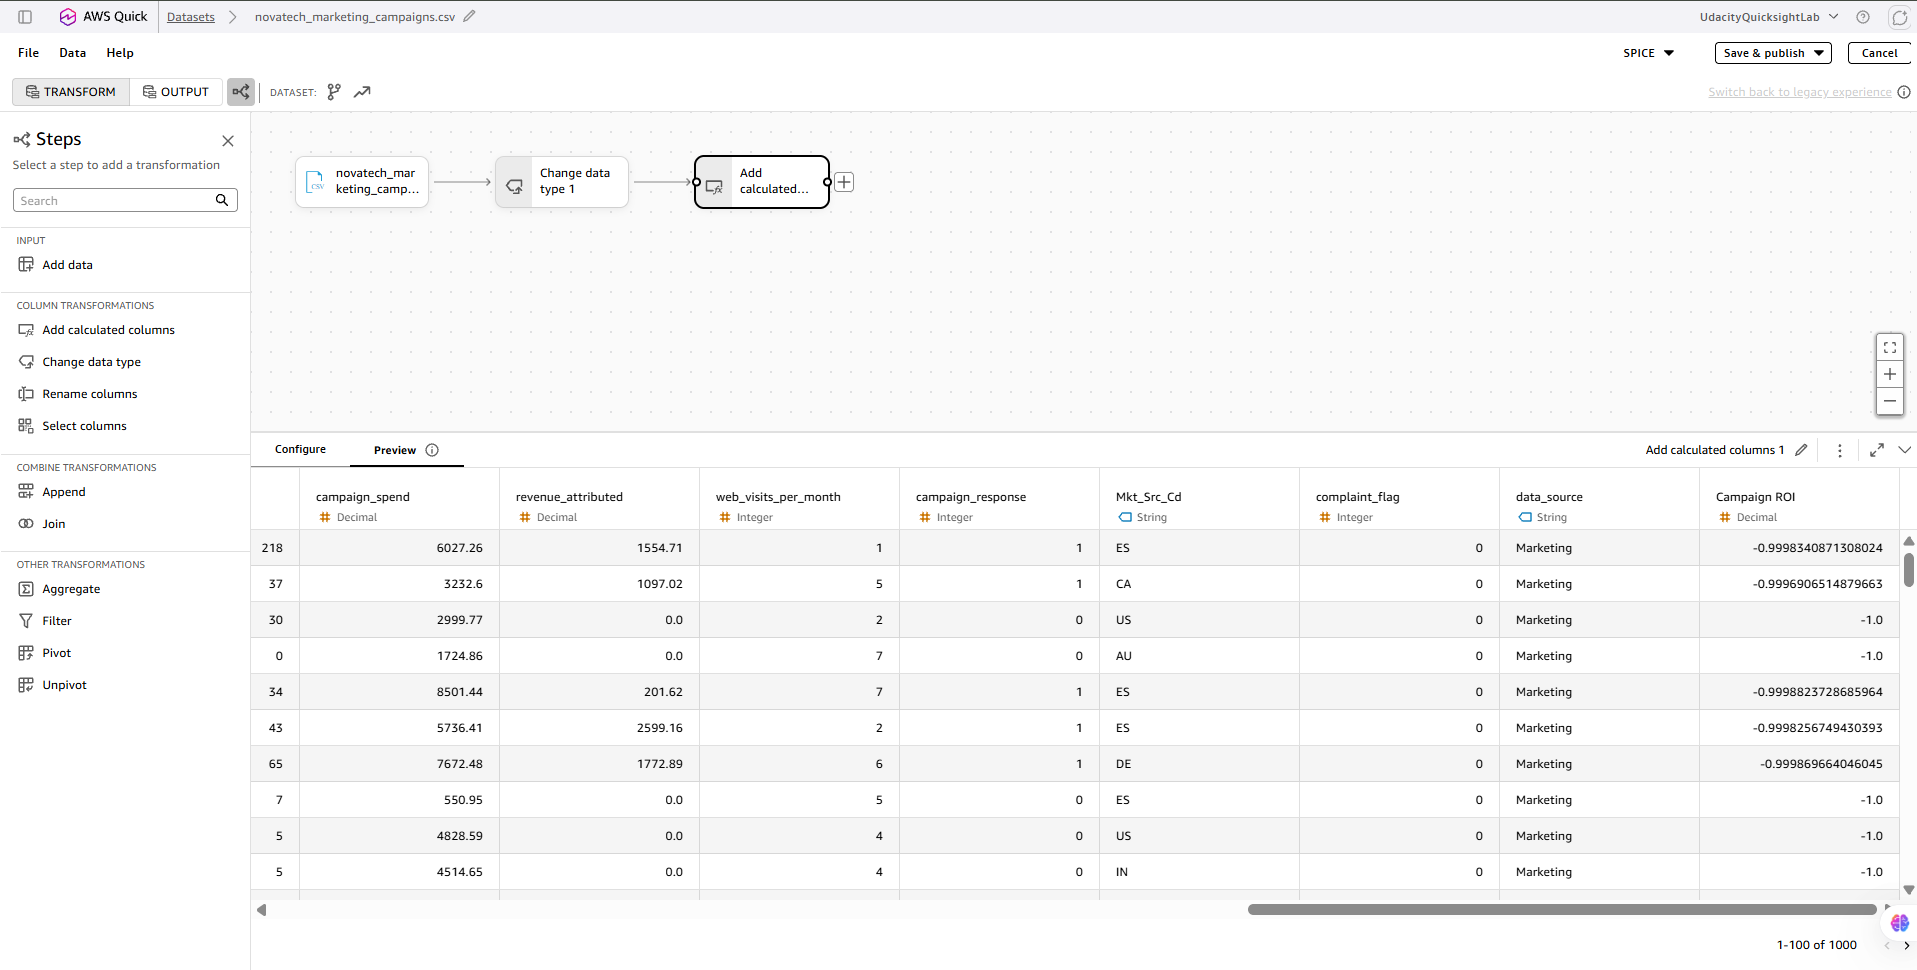 AWS Quick
Datasets
novatech_marketing_campaigns.csv
UdacityQuicksightLab
File
Data
Help
SPICE
Save & publish
Cancel
TRANSFORM
OUTPUT
DATASET:
Switch back to legacy experience
Steps
Select a step to add a transformation
Search
INPUT
Add data
COLUMN TRANSFORMATIONS
Add calculated columns
Change data type
Rename columns
Select columns
COMBINE TRANSFORMATIONS
Append
Join
OTHER TRANSFORMATIONS
Aggregate
Filter
Pivot
Unpivot
CSV
novatech_mar
keting_camp...
Change data
type 1
Add
calculated...
Configure
Preview
Add calculated columns 1
campaign_spend revenue_attributed web_visits_per_month campaign_response Mkt_Src_Cd complaint_flag data_source Campaign ROI
Decimal Decimal Integer Integer String Integer String Decimal
218 6027.26 1554.71 1 1 ES 0 Marketing -0.9998340871308024
37 3232.6 1097.02 5 1 CA 0 Marketing -0.9996906514879663
30 2999.77 0.0 2 0 US 0 Marketing -1.0
0 1724.86 0.0 7 0 AU 0 Marketing -1.0
34 8501.44 201.62 7 1 ES 0 Marketing -0.9998823728685964
43 5736.41 2599.16 2 1 ES 0 Marketing -0.9998256749430393
65 7672.48 1772.89 6 1 DE 0 Marketing -0.999869664046045
7 550.95 0.0 5 0 ES 0 Marketing -1.0
5 4828.59 0.0 4 0 US 0 Marketing -1.0
5 4514.65 0.0 4 0 IN 0 Marketing -1.0
1-100 of 1000